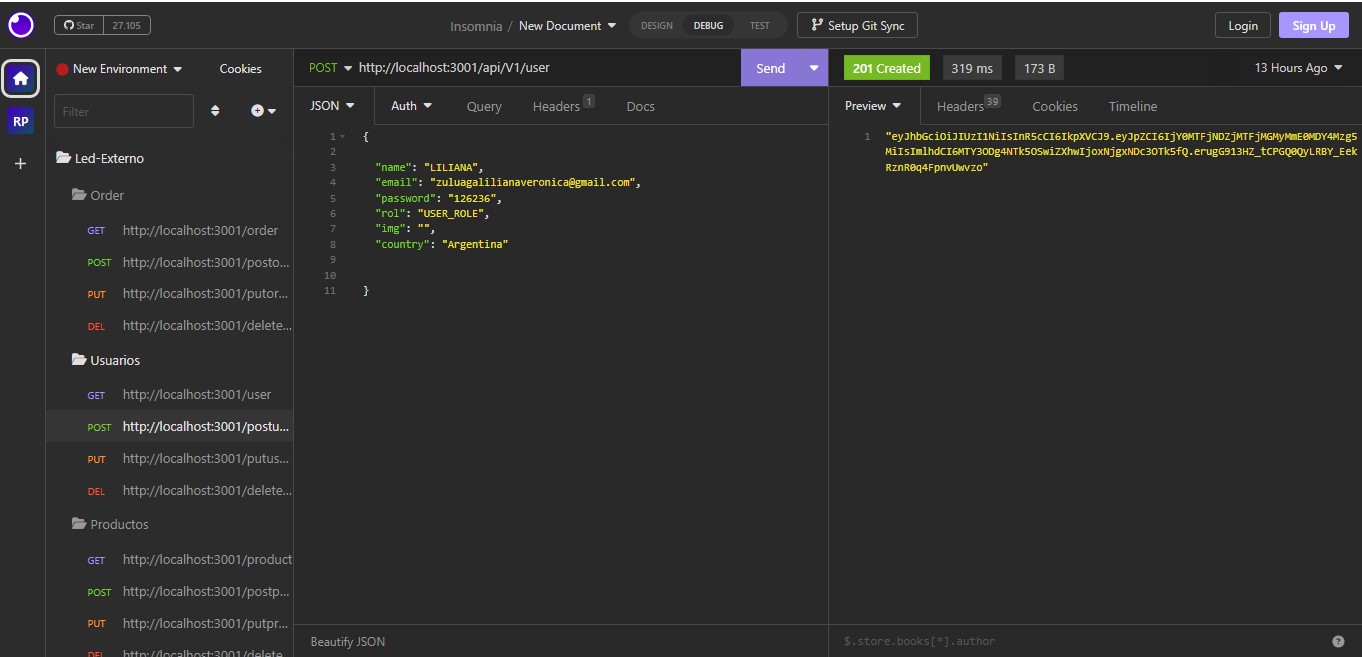 Star 27.105
Insomnia / New Document
DESIGN DEBUG TEST
Setup Git Sync
Login
Sign Up
RP
New Environment
Cookies
Filter
Led-Externo
Order
GET http://localhost:3001/order
POST http://localhost:3001/posto...
PUT http://localhost:3001/putor...
DEL http://localhost:3001/delete...
Usuarios
GET http://localhost:3001/user
POST http://localhost:3001/postu...
PUT http://localhost:3001/putus...
DEL http://localhost:3001/delete...
Productos
GET http://localhost:3001/product
POST http://localhost:3001/postp...
PUT http://localhost:3001/putpr...
DEL http://localhost:3001/delete
POST http://localhost:3001/api/V1/user
Send
JSON Auth Query Headers 1 Docs
1 {
2
3 "name": "LILIANA",
4 "email": "zuluagalilianaveronica@gmail.com",
5 "password": "126236",
6 "rol": "USER_ROLE",
7 "img": "",
8 "country": "Argentina"
9
10
11 }
Beautify JSON
201 Created 319 ms 173 B 13 Hours Ago
Preview Headers 39 Cookies Timeline
1 "eyJhbGciOiJIUzI1NiIsInR5cCI6IkpXVCJ9.eyJpZCI6IjY0MTFjNDZjMTFjMGMyMmE0MDY4Mzg5
MiIsImlhdCI6MTY3ODg4NTk5OSwiZXhwIjoxNjgxNDc3OTk5fQ.erugG913HZ_tCPGQ0QyLRBY_Eek
RznR0q4FpnvUwvzo"
$.store.books[*].author
?